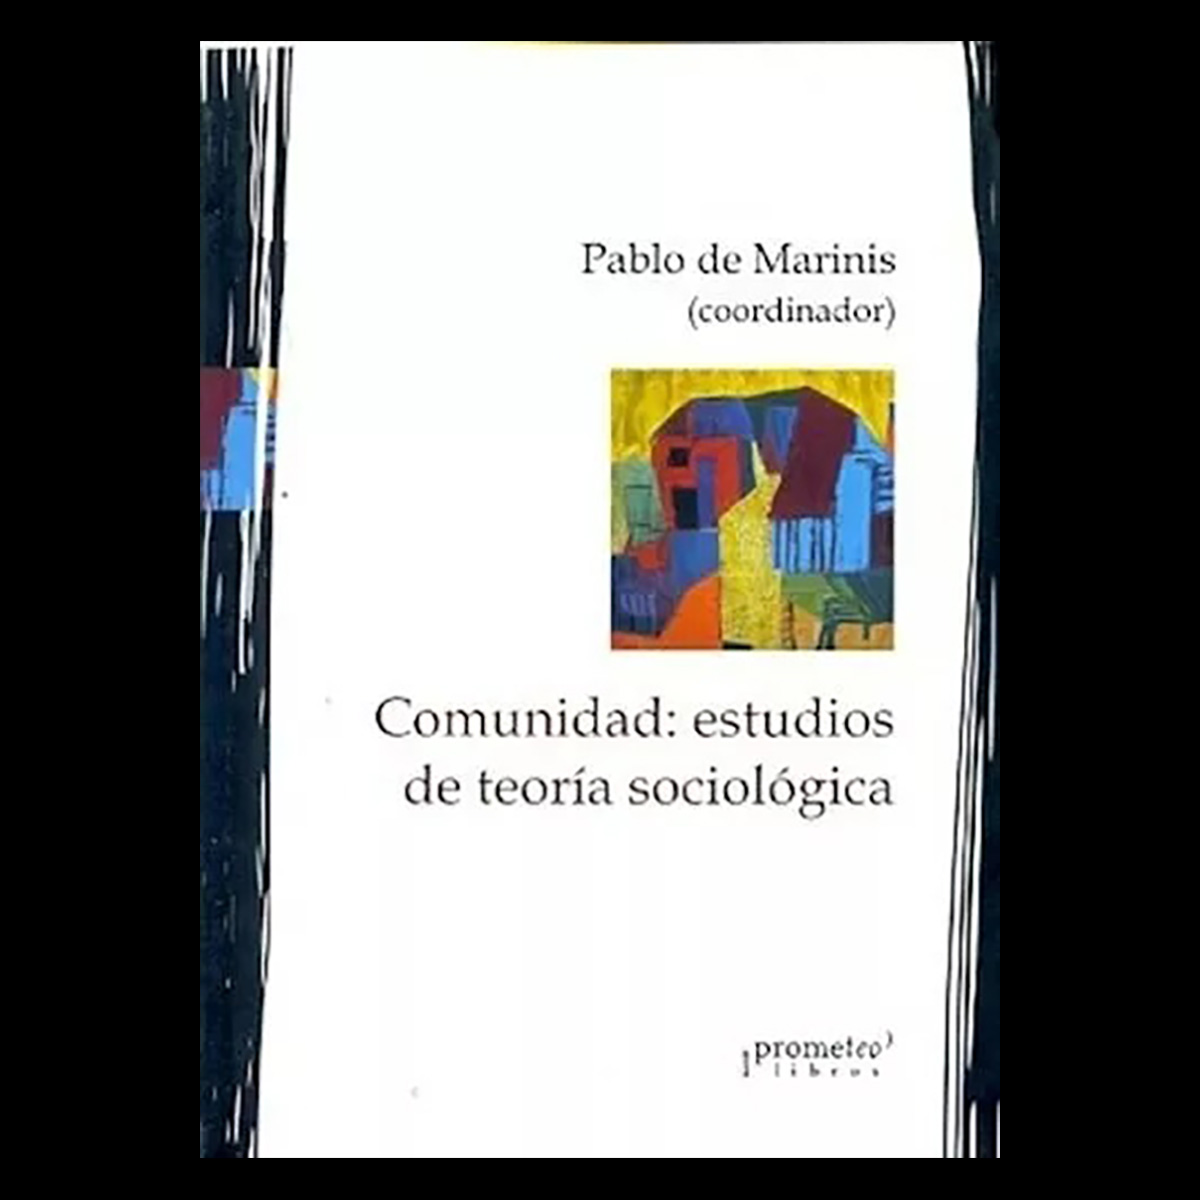 Pablo de Marinis
(coordinador)
Comunidad: estudios
de teoría sociológica
prometeo
libros